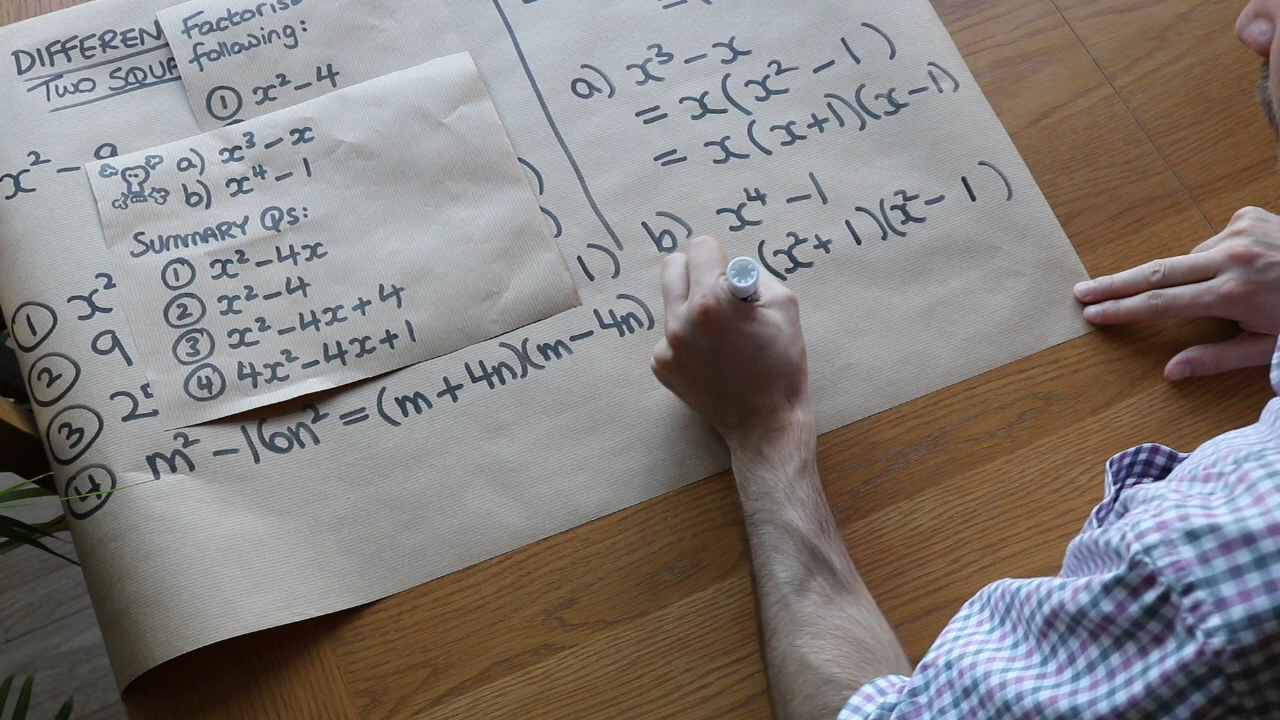 DIFFEREN
TWO SQUA
x² - 9
① x²
② 9
③ 2
④ m² - 16n² = (m + 4n)(m - 4n)
Factoris
following:
① x² - 4
a) x³ - x
b) x⁴ - 1
SUMMARY QS:
① x² - 4x
② x² - 4
③ x² - 4x + 4
④ 4x² - 4x + 1
1)
a) x³ - x
= x(x² - 1)
= x(x+1)(x-1)
b) x⁴ - 1
(x² + 1)(x² - 1)